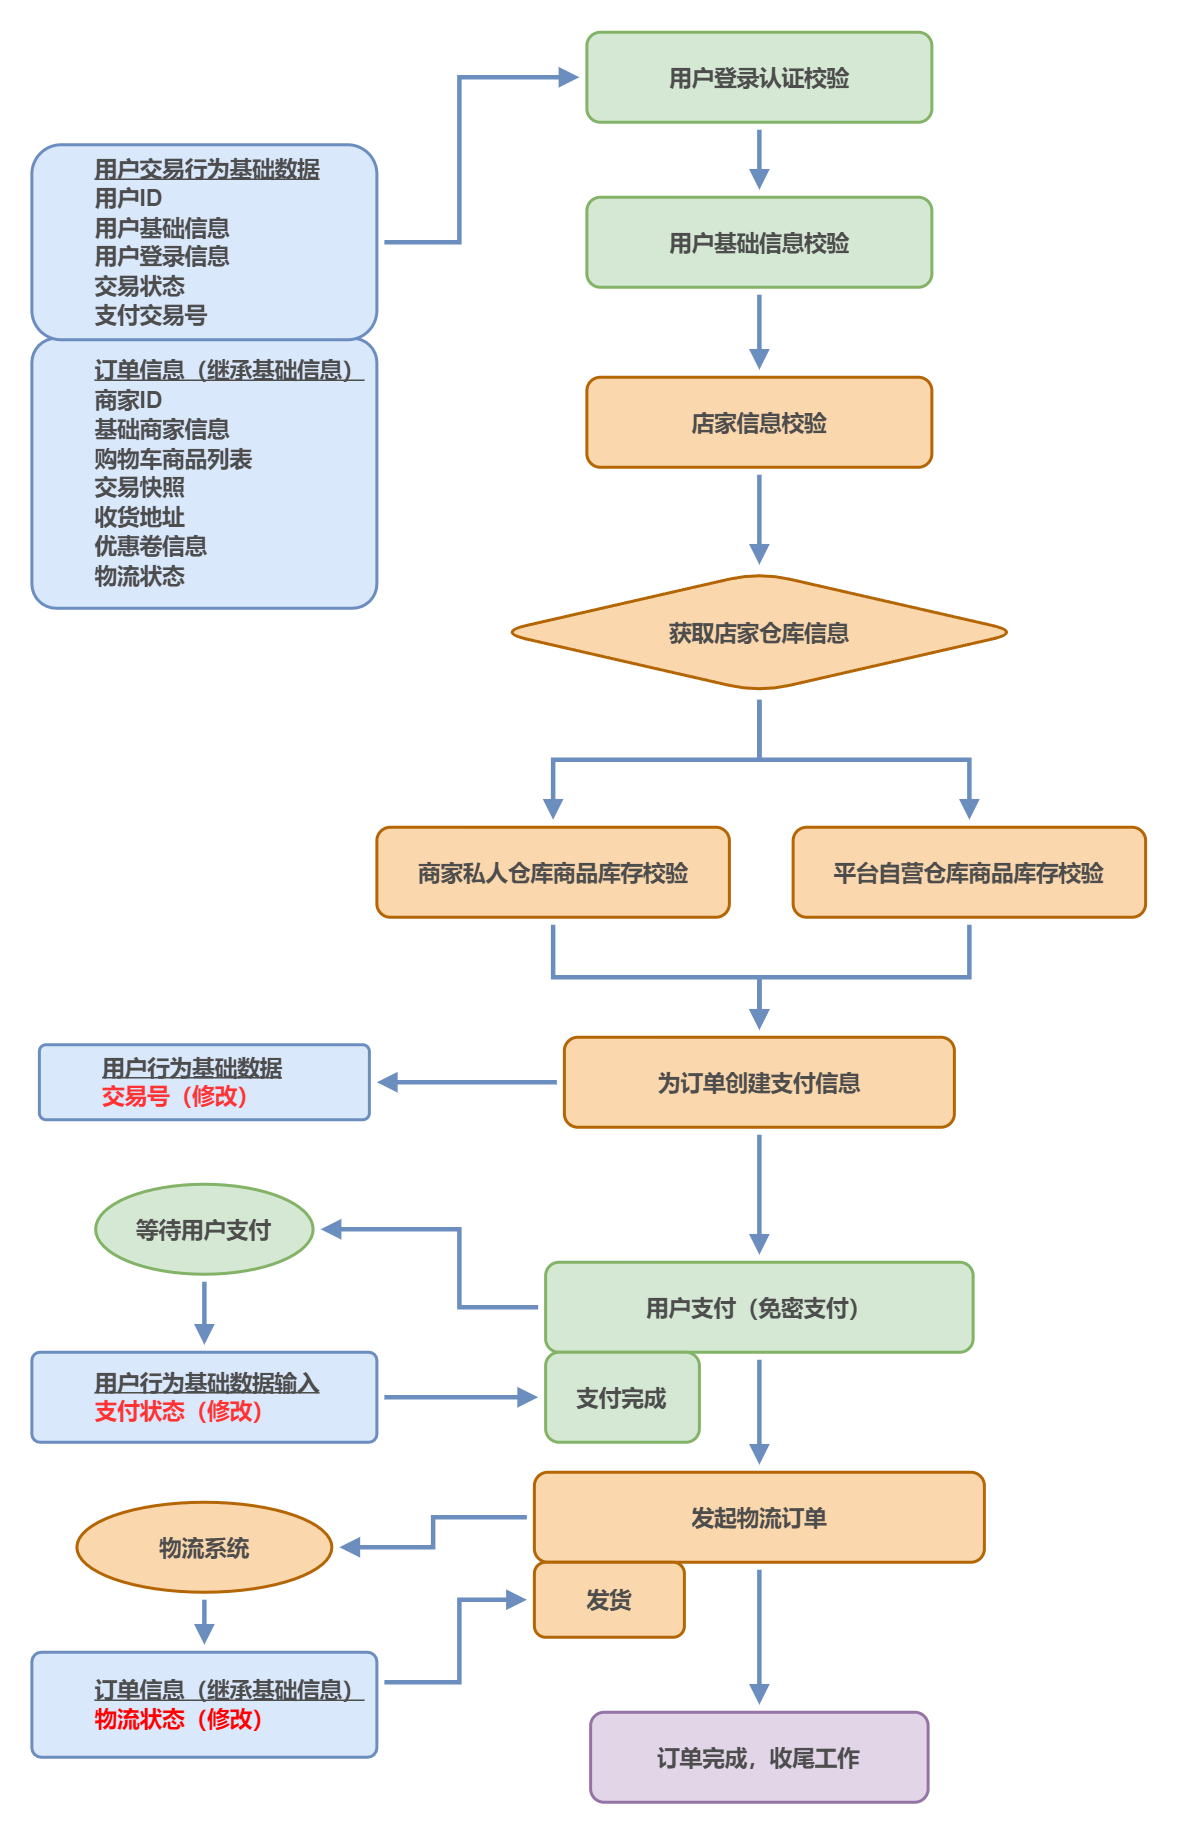 用户登录认证校验
用户交易行为基础数据
用户ID
用户基础信息
用户登录信息
交易状态
支付交易号
用户基础信息校验
订单信息（继承基础信息）
商家ID
基础商家信息
购物车商品列表
交易快照
收货地址
优惠卷信息
物流状态
店家信息校验
获取店家仓库信息
商家私人仓库商品库存校验
平台自营仓库商品库存校验
用户行为基础数据
交易号（修改）
为订单创建支付信息
等待用户支付
用户支付（免密支付）
用户行为基础数据输入
支付状态（修改）
支付完成
发起物流订单
物流系统
发货
订单信息（继承基础信息）
物流状态（修改）
订单完成，收尾工作